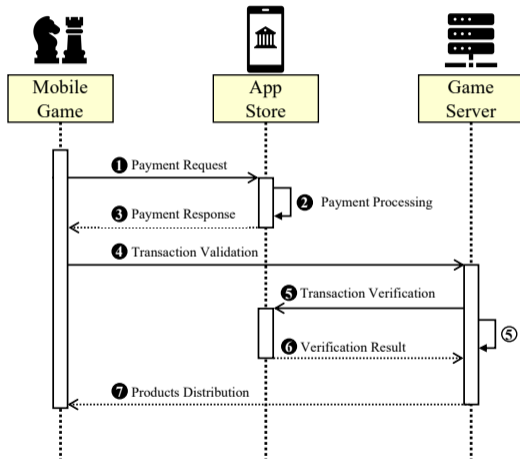 Mobile
Game
App
Store
Game
Server
❶ Payment Request
❷ Payment Processing
❸ Payment Response
❹ Transaction Validation
❺ Transaction Verification
⑤
❻ Verification Result
❼ Products Distribution